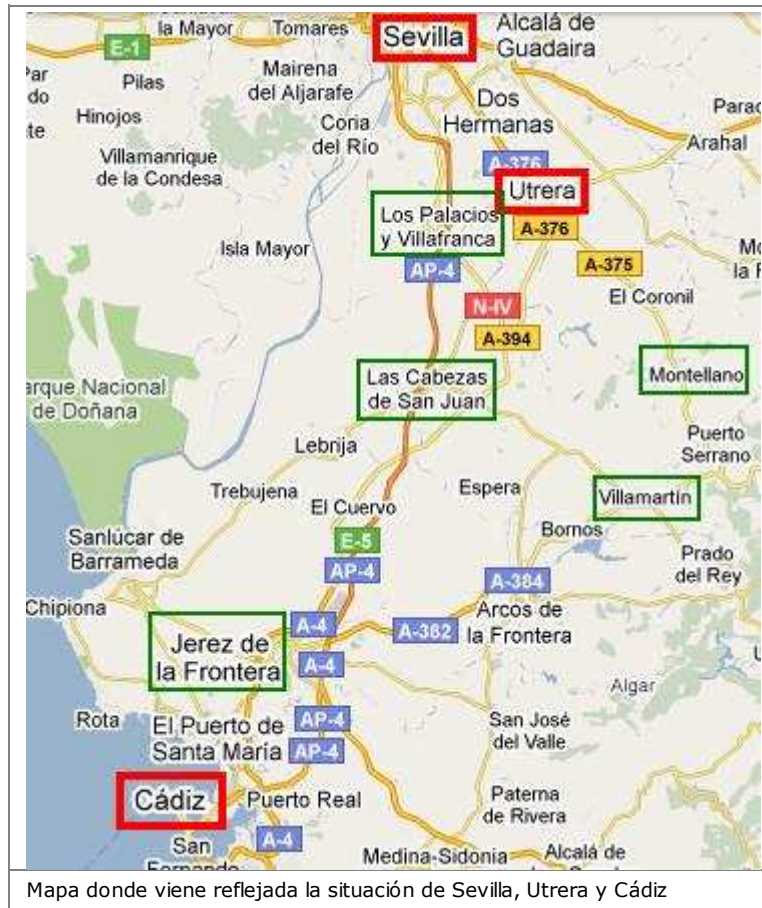 la Mayor
Tomares
Sevilla
Alcalá de
Guadaira
E-1
Pilas
Mairena
del Aljarafe
Hinojos
Coria
del Río
Dos
Hermanas
Arahal
Villamanrique
de la Condesa
A-376
Utrera
Los Palacios
y Villafranca
A-376
Isla Mayor
AP-4
A-375
N-IV
El Coronil
A-394
Las Cabezas
de San Juan
Montellano
arque Nacional
de Doñana
Puerto
Serrano
Lebrija
Trebujena
El Cuervo
Espera
Villamartín
Bornos
Sanlúcar de
Barrameda
E-5
AP-4
A-384
Prado
del Rey
Chipiona
Arcos de
la Frontera
A-4
A-382
Jerez de
la Frontera
A-4
Algar
Rota
El Puerto de
Santa María
AP-4
AP-4
San José
del Valle
Cádiz
Puerto Real
Paterna
de Rivera
San
Fernando
A-4
Medina-Sidonia
Alcalá de
Mapa donde viene reflejada la situación de Sevilla, Utrera y Cádiz